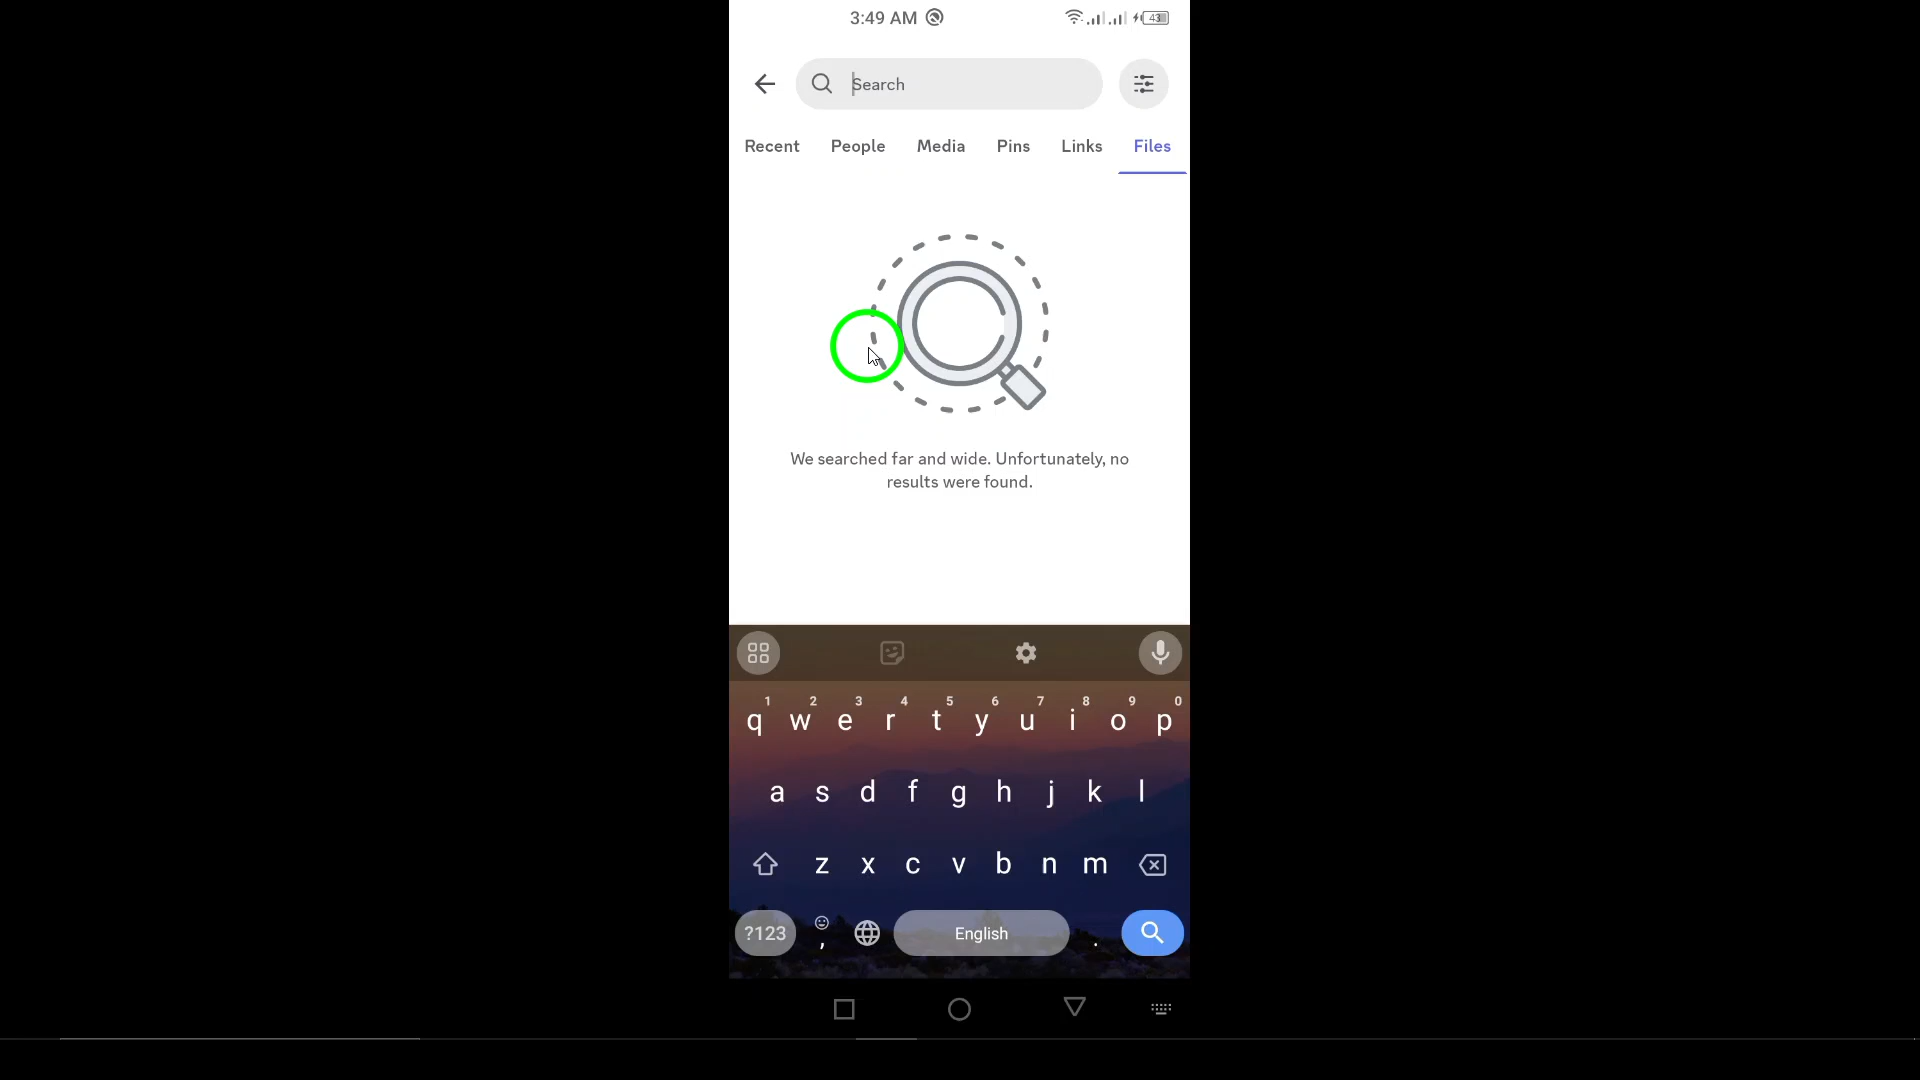 3:49 AM
43
Search
Recent People Media Pins Links Files
We searched far and wide. Unfortunately, no
results were found.
1 2 3 4 5 6 7 8 9 0
q w e r t y u i o p
a s d f g h j k l
z x c v b n m
?123 , English .